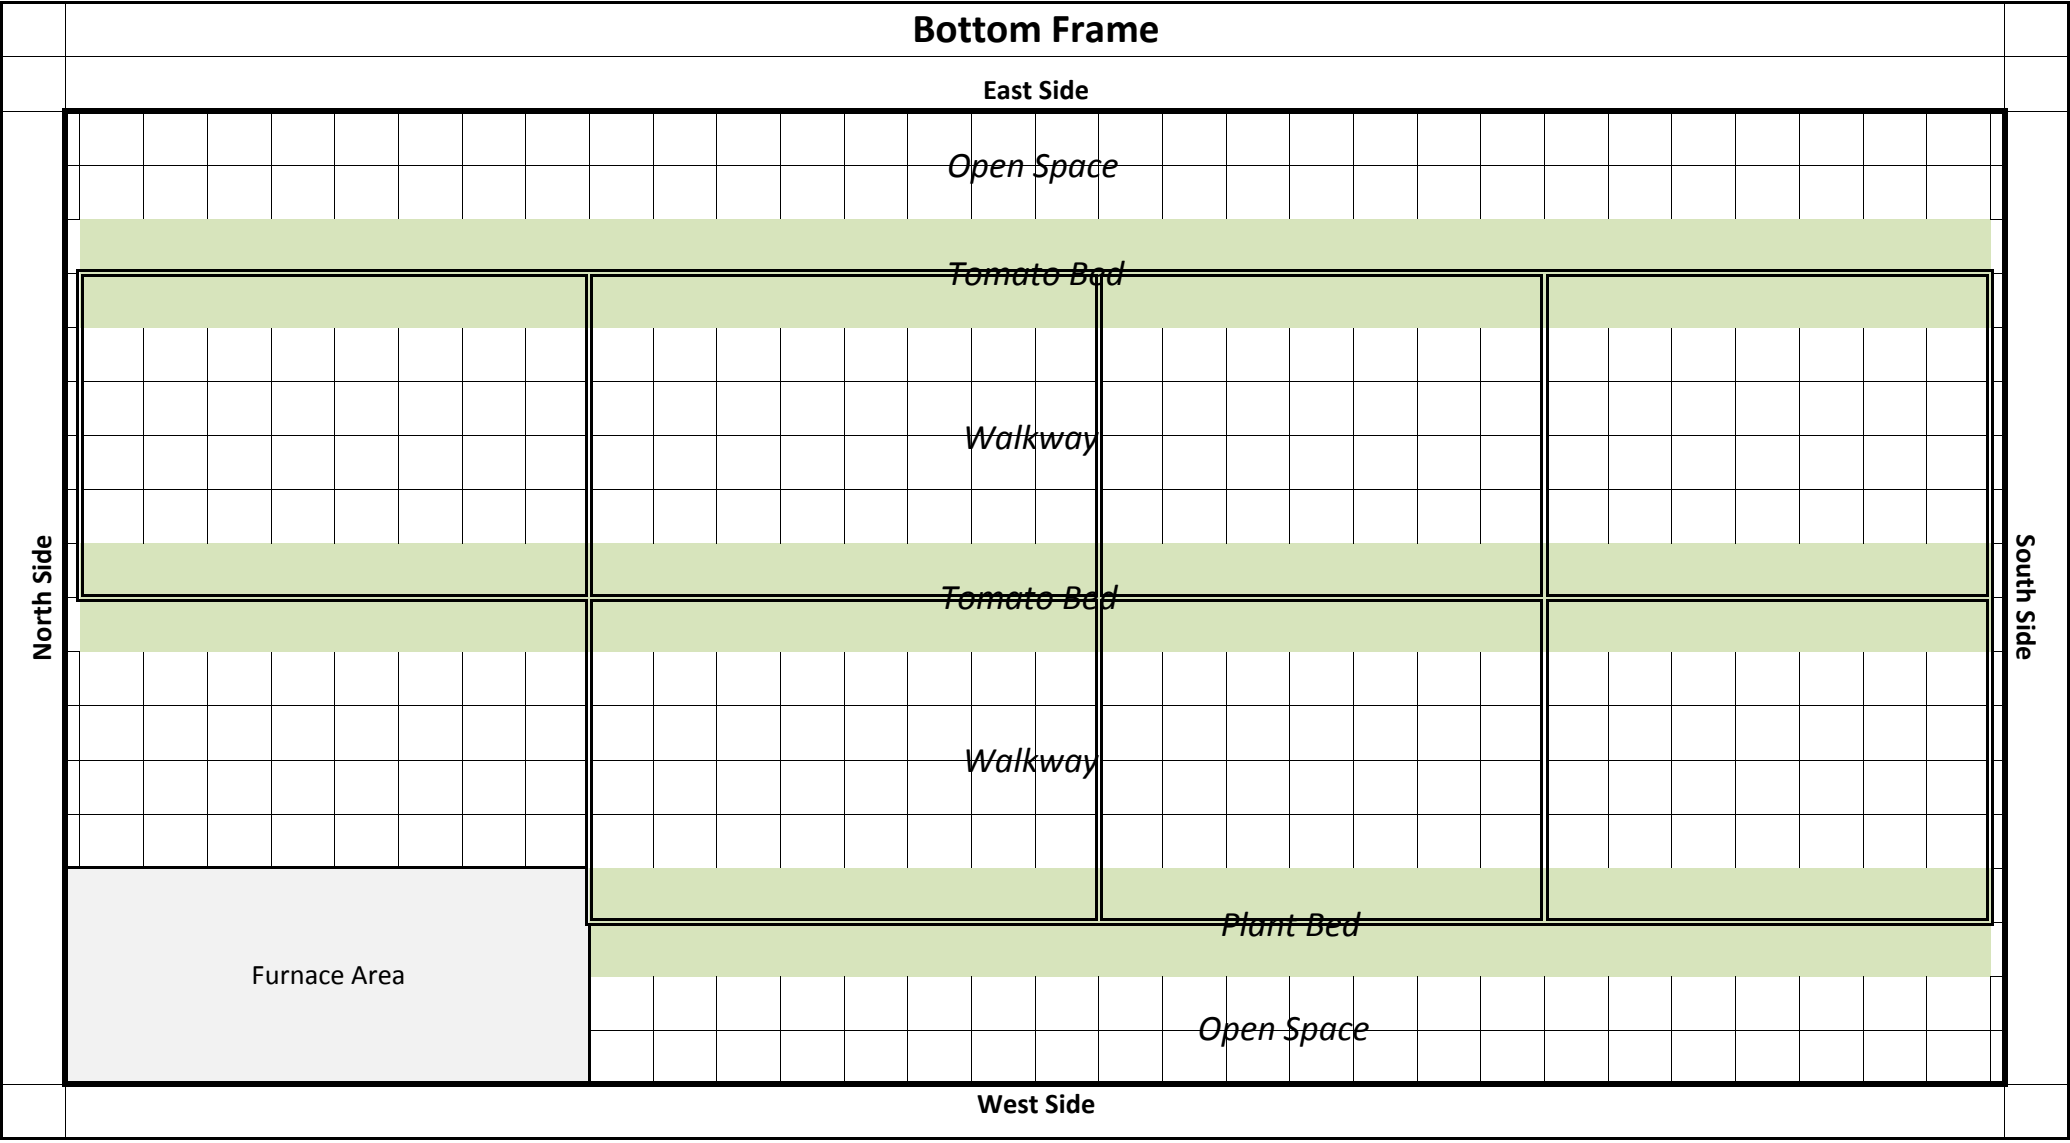 Bottom Frame
East Side
Open Space
Tomato Bed
Walkway
North Side
South Side
Tomato Bed
Walkway
Plant Bed
Furnace Area
Open Space
West Side